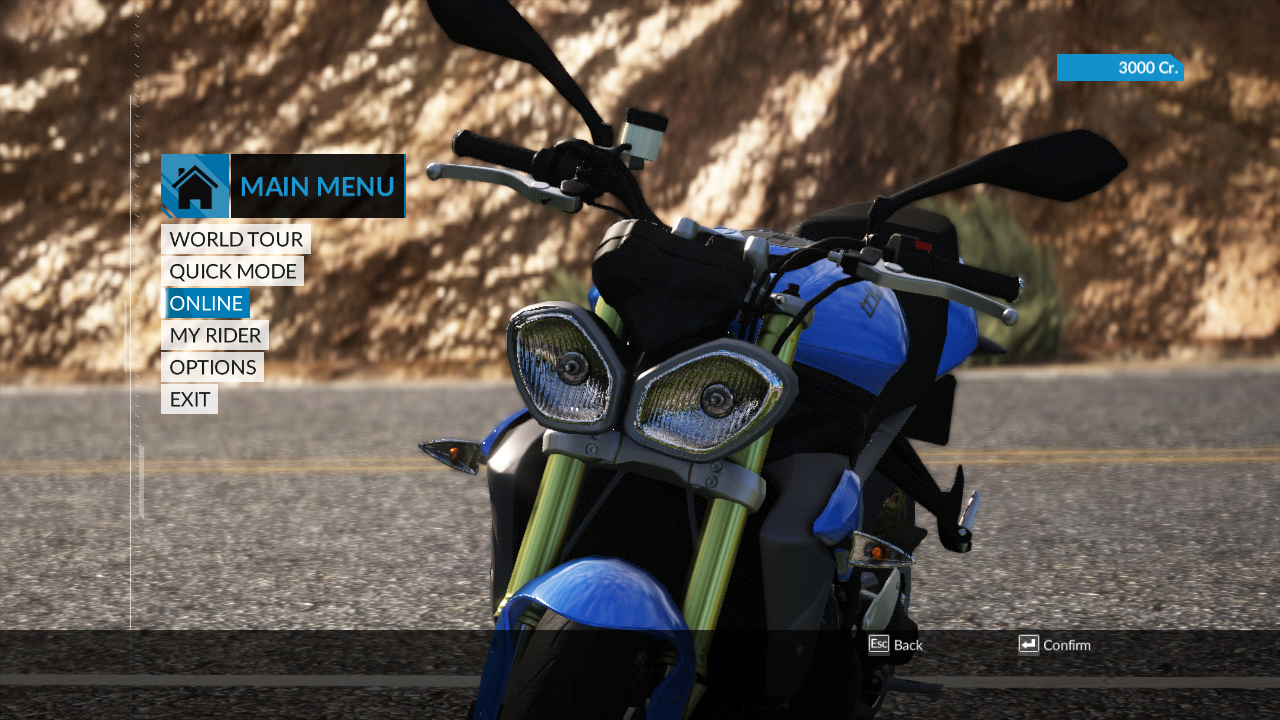 3000 Cr.
MAIN MENU
WORLD TOUR
QUICK MODE
ONLINE
MY RIDER
OPTIONS
EXIT
Esc Back
Confirm